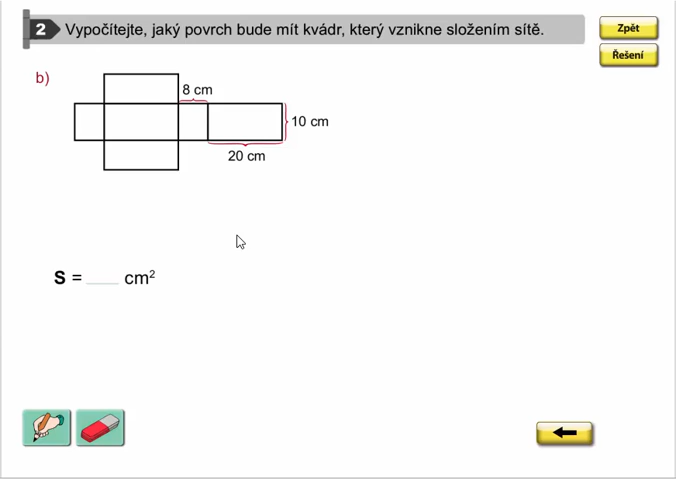 2 Vypočítejte, jaký povrch bude mít kvádr, který vznikne složením sítě.
Zpět
Řešení
b)
8 cm
10 cm
20 cm
S = ___ cm²